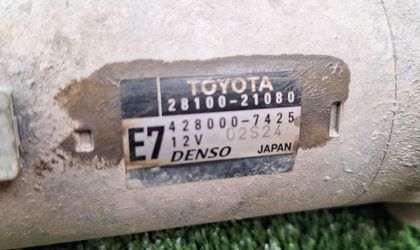 TOYOTA
28100-21080
E7 428000-7425
12V 02S24
DENSO JAPAN